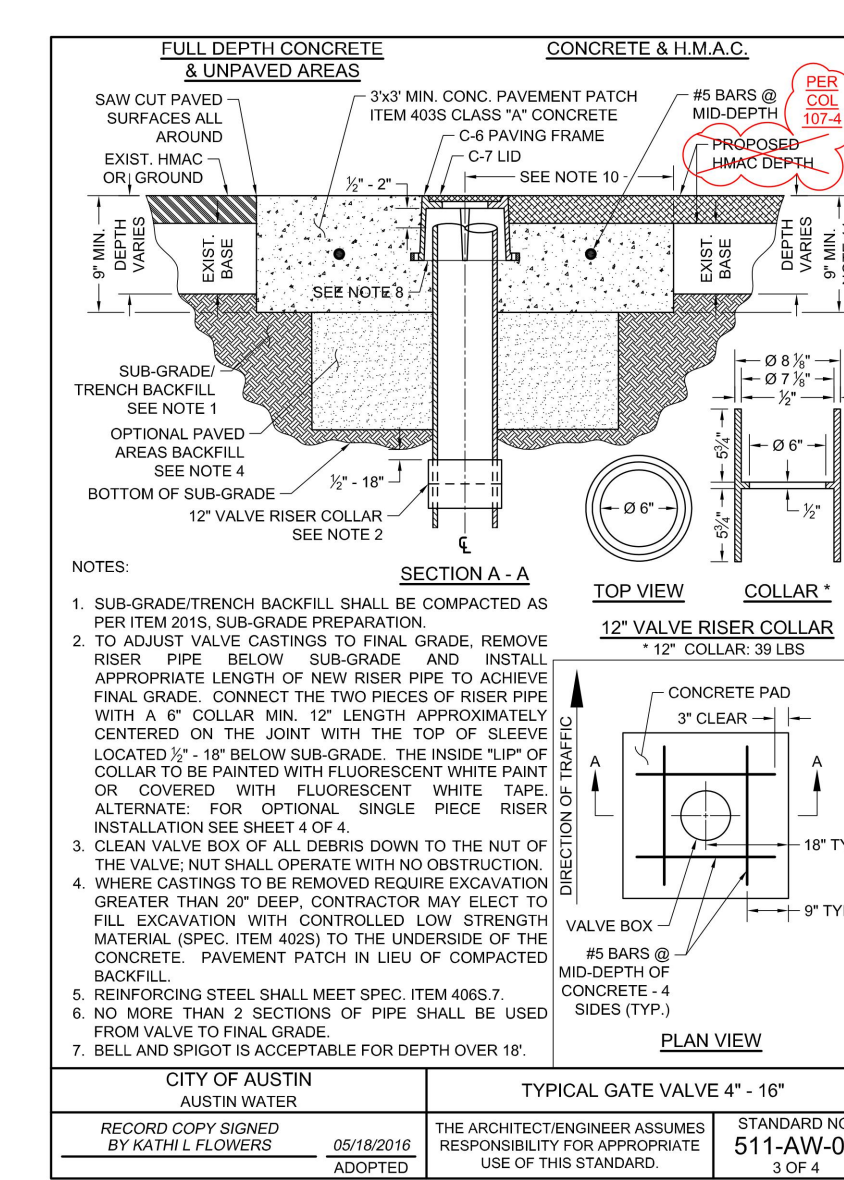 FULL DEPTH CONCRETE
& UNPAVED AREAS
CONCRETE & H.M.A.C.
SAW CUT PAVED
SURFACES ALL
AROUND
EXIST. HMAC
OR GROUND
3'x3' MIN. CONC. PAVEMENT PATCH
ITEM 403S CLASS "A" CONCRETE
C-6 PAVING FRAME
C-7 LID
½" - 2"
SEE NOTE 10
#5 BARS @
MID-DEPTH
PER
COL
107-4
PROPOSED
HMAC DEPTH
9" MIN.
DEPTH
VARIES
EXIST.
BASE
SEE NOTE 8
EXIST.
BASE
DEPTH
VARIES
9" MIN.
SUB-GRADE/
TRENCH BACKFILL
SEE NOTE 1
OPTIONAL PAVED
AREAS BACKFILL
SEE NOTE 4
BOTTOM OF SUB-GRADE
½" - 18"
12" VALVE RISER COLLAR
SEE NOTE 2
Ø 8 ⅛"
Ø 7 ⅛"
½"
5¾"
Ø 6"
5¾"
½"
Ø 6"
SECTION A - A
TOP VIEW
COLLAR *
12" VALVE RISER COLLAR
* 12" COLLAR: 39 LBS
NOTES:
1. SUB-GRADE/TRENCH BACKFILL SHALL BE COMPACTED AS
PER ITEM 201S, SUB-GRADE PREPARATION.
2. TO ADJUST VALVE CASTINGS TO FINAL GRADE, REMOVE
RISER PIPE BELOW SUB-GRADE AND INSTALL
APPROPRIATE LENGTH OF NEW RISER PIPE TO ACHIEVE
FINAL GRADE. CONNECT THE TWO PIECES OF RISER PIPE
WITH A 6" COLLAR MIN. 12" LENGTH APPROXIMATELY
CENTERED ON THE JOINT WITH THE TOP OF SLEEVE
LOCATED ½" - 18" BELOW SUB-GRADE. THE INSIDE "LIP" OF
COLLAR TO BE PAINTED WITH FLUORESCENT WHITE PAINT
OR COVERED WITH FLUORESCENT WHITE TAPE.
ALTERNATE: FOR OPTIONAL SINGLE PIECE RISER
INSTALLATION SEE SHEET 4 OF 4.
3. CLEAN VALVE BOX OF ALL DEBRIS DOWN TO THE NUT OF
THE VALVE; NUT SHALL OPERATE WITH NO OBSTRUCTION.
4. WHERE CASTINGS TO BE REMOVED REQUIRE EXCAVATION
GREATER THAN 20" DEEP, CONTRACTOR MAY ELECT TO
FILL EXCAVATION WITH CONTROLLED LOW STRENGTH
MATERIAL (SPEC. ITEM 402S) TO THE UNDERSIDE OF THE
CONCRETE. PAVEMENT PATCH IN LIEU OF COMPACTED
BACKFILL.
5. REINFORCING STEEL SHALL MEET SPEC. ITEM 406S.7.
6. NO MORE THAN 2 SECTIONS OF PIPE SHALL BE USED
FROM VALVE TO FINAL GRADE.
7. BELL AND SPIGOT IS ACCEPTABLE FOR DEPTH OVER 18'.
DIRECTION OF TRAFFIC
CONCRETE PAD
3" CLEAR
A
A
18" TY
9" TY
VALVE BOX
#5 BARS @
MID-DEPTH OF
CONCRETE - 4
SIDES (TYP.)
PLAN VIEW
CITY OF AUSTIN
AUSTIN WATER
TYPICAL GATE VALVE 4" - 16"
RECORD COPY SIGNED
BY KATHI L FLOWERS
05/18/2016
ADOPTED
THE ARCHITECT/ENGINEER ASSUMES
RESPONSIBILITY FOR APPROPRIATE
USE OF THIS STANDARD.
STANDARD NO
511-AW-0
3 OF 4